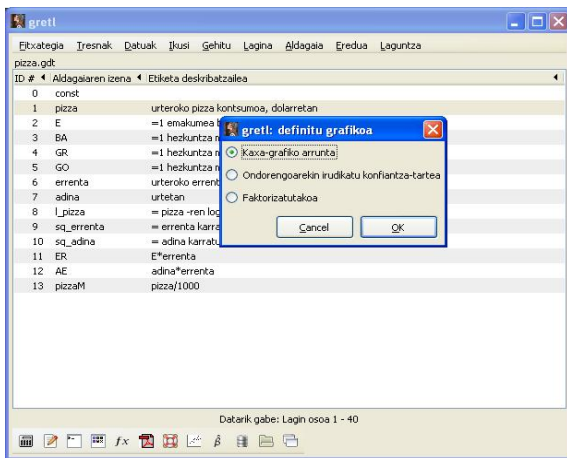 gretl
Fitxategia Tresnak Datuak Ikusi Gehitu Lagina Aldagaia Eredua Laguntza
pizza.gdt
ID # Aldagaiaren izena Etiketa deskribatzailea
0 const
1 pizza urteroko pizza kontsumoa, dolarretan
2 E =1 emakumea
3 BA =1 hezkuntza
4 GR =1 hezkuntza
5 GO =1 hezkuntza
6 errenta urteroko errent
7 adina urtetan
8 l_pizza = pizza -ren log
9 sq_errenta = errenta karra
10 sq_adina = adina karratu
11 ER E*errenta
12 AE adina*errenta
13 pizzaM pizza/1000
gretl: definitu grafikoa
Kaxa-grafiko arrunta
Ondorengoarekin irudikatu konfiantza-tartea
Faktorizatutakoa
Cancel OK
Datarik gabe: Lagin osoa 1 - 40
fx β̂